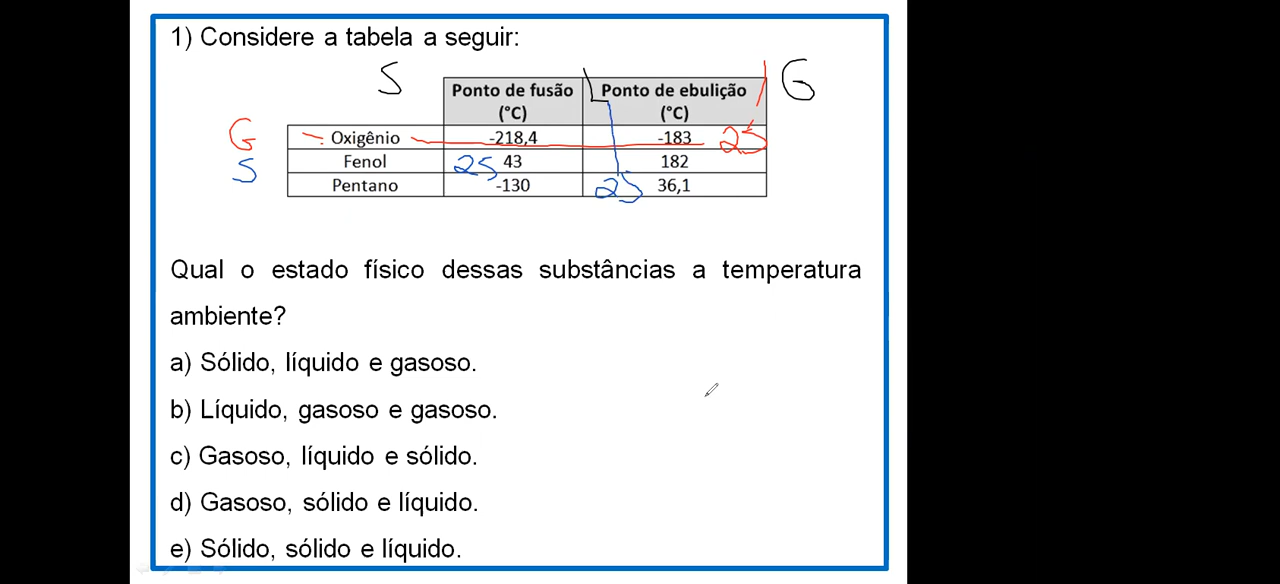 1) Considere a tabela a seguir:
S L G
Ponto de fusão (°C) Ponto de ebulição (°C)
G Oxigênio -218,4 -183 25
S Fenol 25 43 182
Pentano -130 25 36,1
Qual o estado físico dessas substâncias a temperatura
ambiente?
a) Sólido, líquido e gasoso.
b) Líquido, gasoso e gasoso.
c) Gasoso, líquido e sólido.
d) Gasoso, sólido e líquido.
e) Sólido, sólido e líquido.